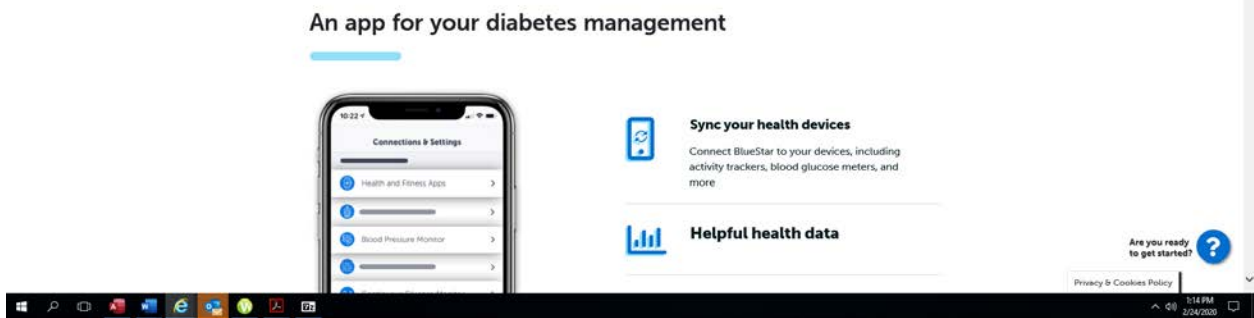 An app for your diabetes management
10:22
Connections & Settings
Health and Fitness Apps
Blood Pressure Monitor
Sync your health devices
Connect BlueStar to your devices, including
activity trackers, blood glucose meters, and
more
Helpful health data
Are you ready
to get started?
?
Privacy & Cookies Policy
1:14 PM
2/24/2020